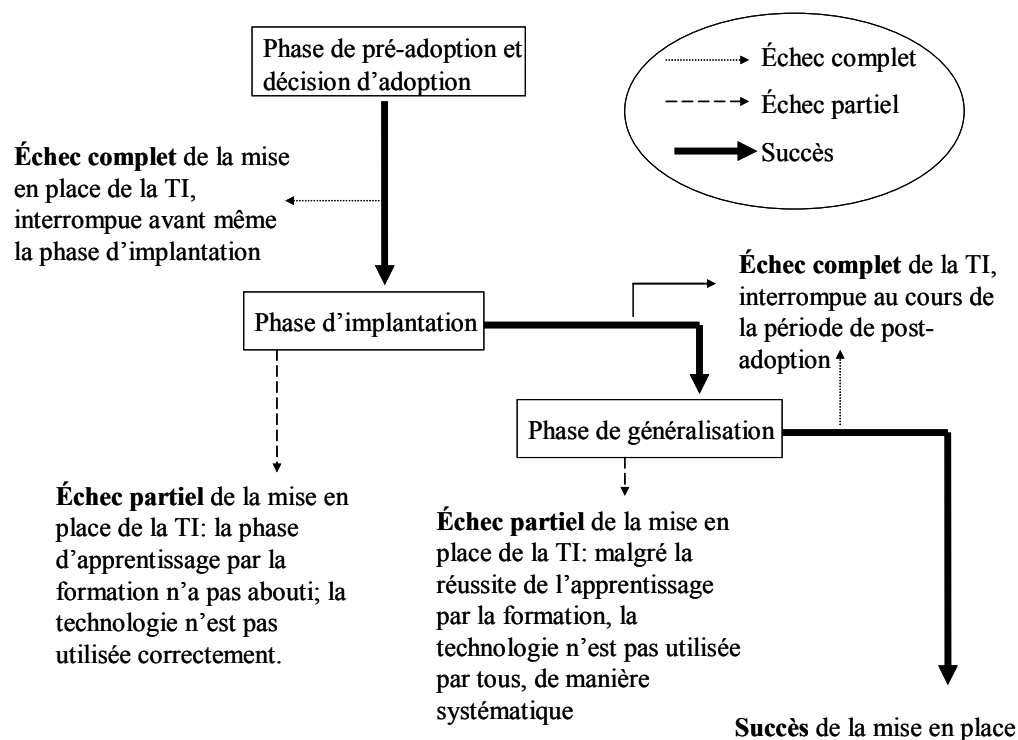 Phase de pré-adoption et
décision d'adoption
Échec complet
Échec partiel
Succès
Échec complet de la mise
en place de la TI,
interrompue avant même
la phase d'implantation
Échec complet de la TI,
interrompue au cours de
la période de post-
adoption
Phase d'implantation
Phase de généralisation
Échec partiel de la mise en
place de la TI: la phase
d'apprentissage par la
formation n'a pas abouti; la
technologie n'est pas
utilisée correctement.
Échec partiel de la mise en
place de la TI: malgré la
réussite de l'apprentissage
par la formation, la
technologie n'est pas utilisée
par tous, de manière
systématique
Succès de la mise en place